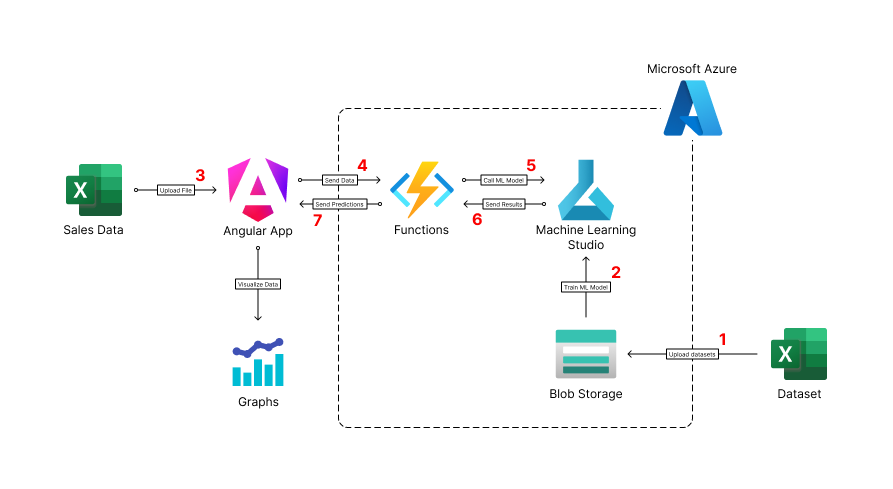 Microsoft Azure
3
4
5
X
Upload File
Send Data
Call ML Model
Send Predictions
Send Results
7
6
Sales Data
Angular App
Functions
Machine Learning
Studio
2
Visualize Data
Train ML Model
1
Upload datasets
X
Graphs
Blob Storage
Dataset